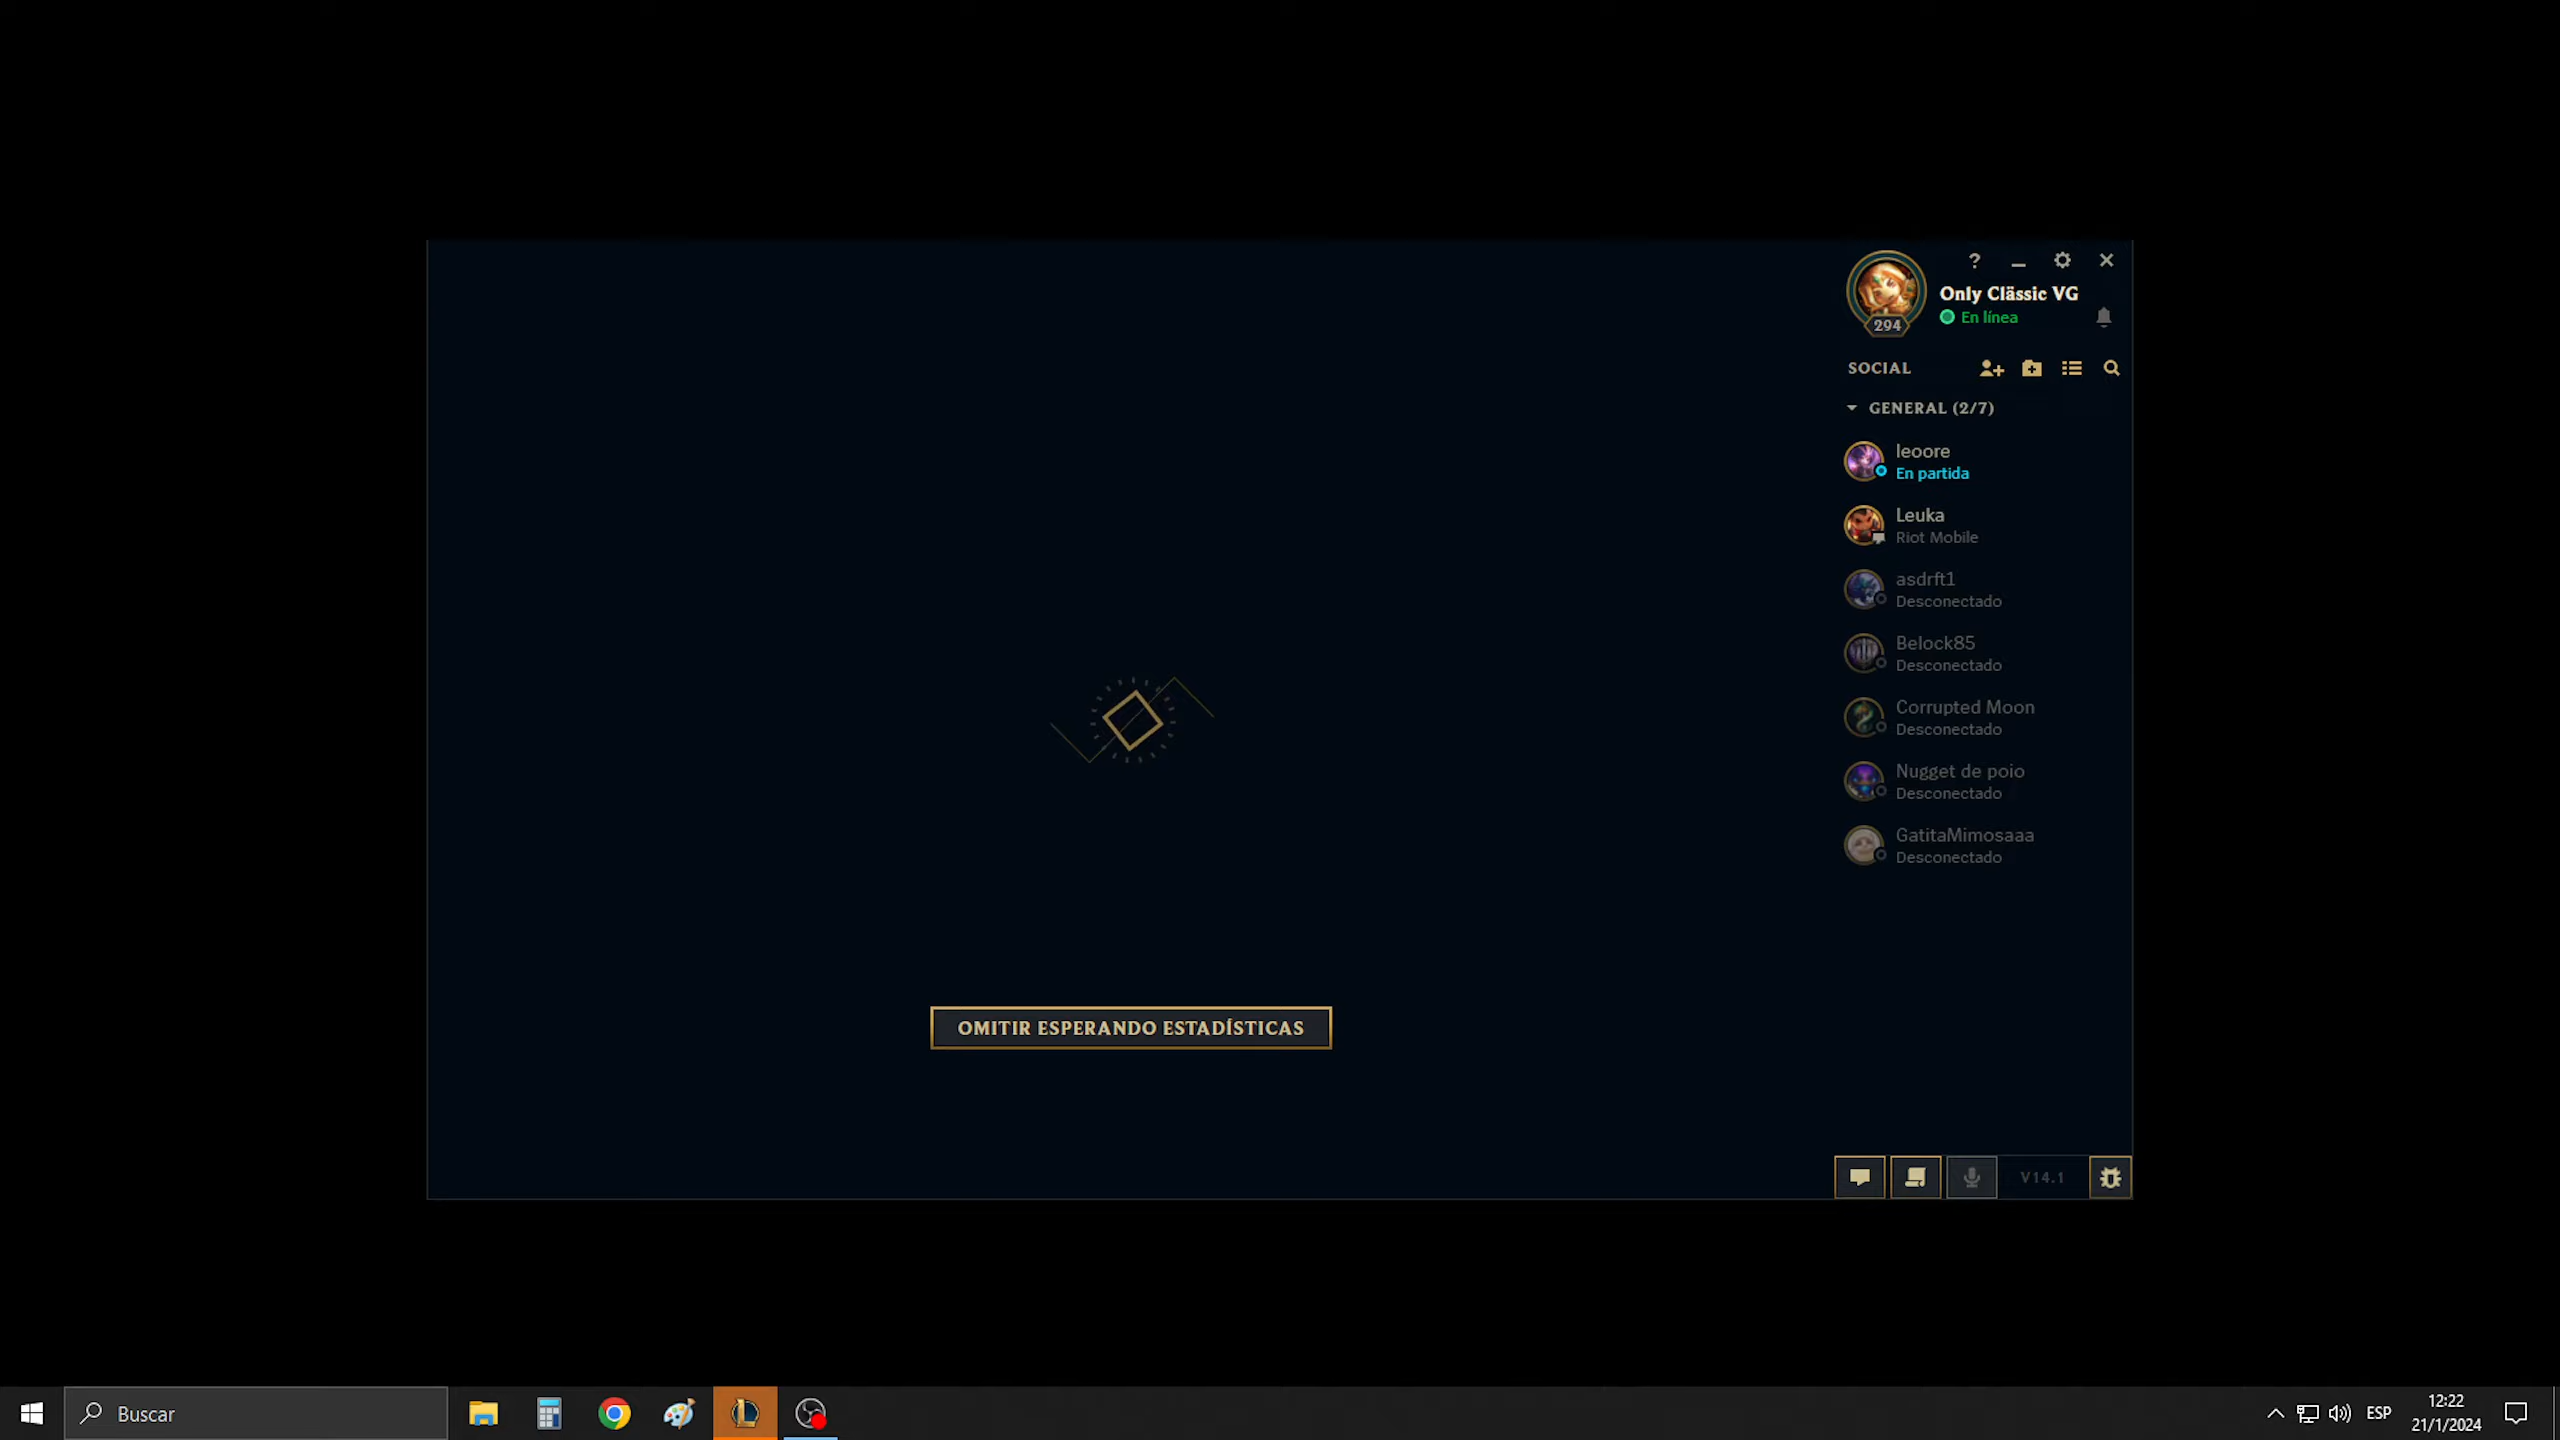 ?
Only Clässic VG
En línea
294
SOCIAL
GENERAL (2/7)
leoore
En partida
Leuka
Riot Mobile
asdrft1
Desconectado
Belock85
Desconectado
Corrupted Moon
Desconectado
Nugget de poio
Desconectado
GatitaMimosaaa
Desconectado
OMITIR ESPERANDO ESTADÍSTICAS
V14.1
Buscar
ESP
12:22
21/1/2024